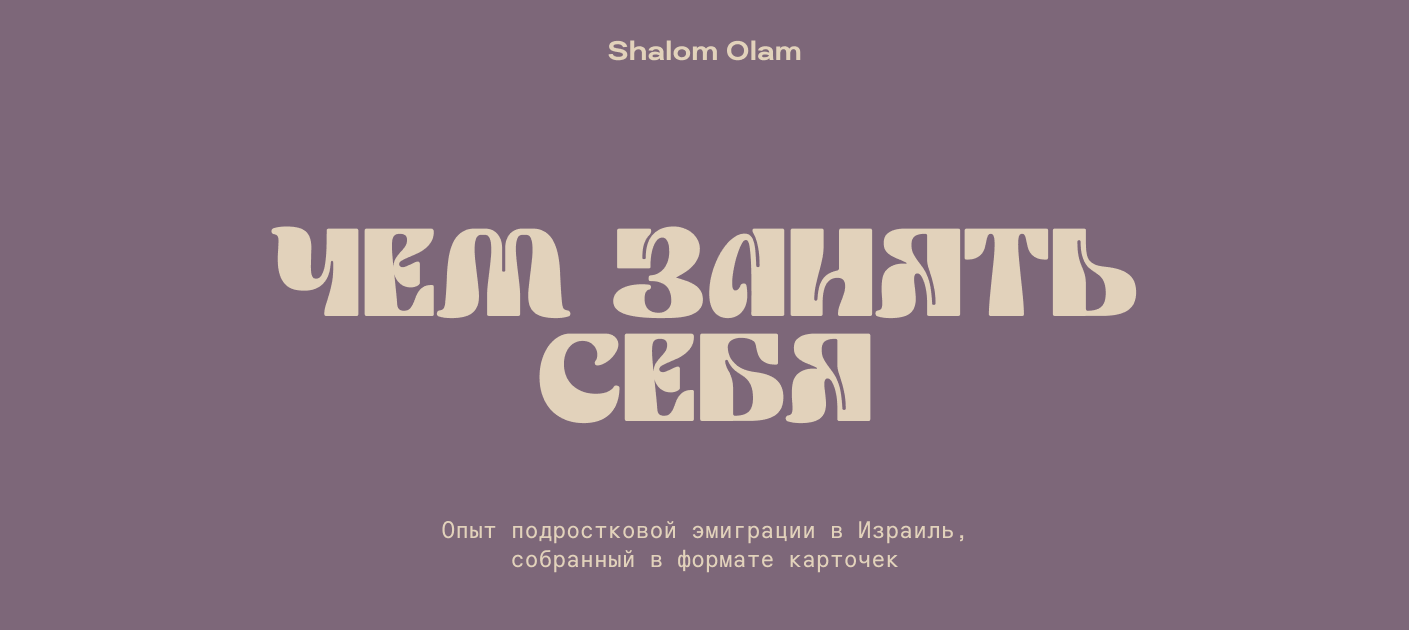 Shalom Olam
ЧЕМ ЗАНЯТЬ
СЕБЯ
Опыт подростковой эмиграции в Израиль,
собранный в формате карточек